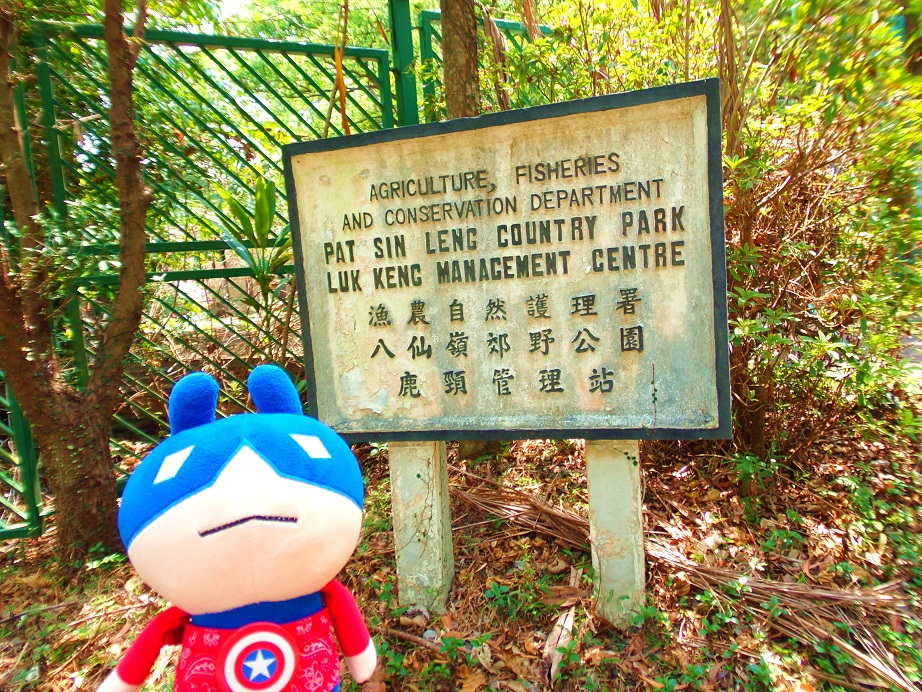 AGRICULTURE, FISHERIES
AND CONSERVATION DEPARTMENT
PAT SIN LENG COUNTRY PARK
LUK KENG MANAGEMENT CENTRE
漁農自然護理署
八仙嶺郊野公園
鹿頸管理站